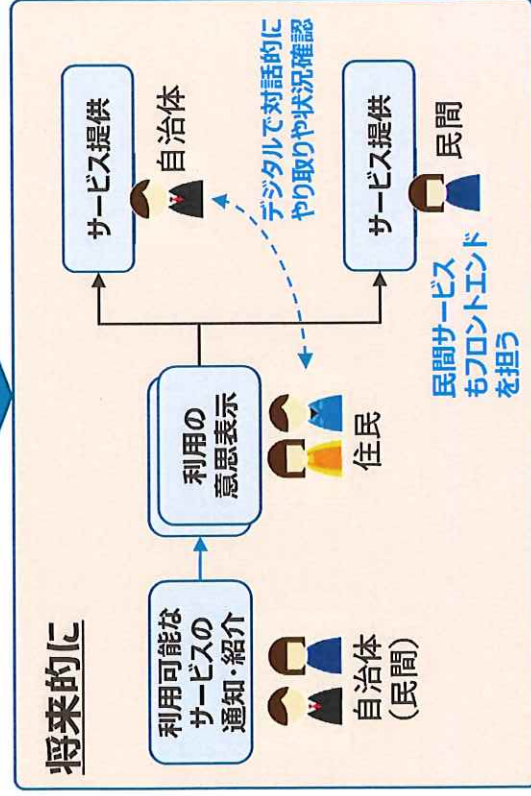 将来的に
利用可能な
サービスの
通知・紹介
自治体
（民間）
利用の
意思表示
住民
サービス提供
自治体
デジタルで対話的に
やり取りや状況確認
サービス提供
民間
民間サービス
もフロントエンド
を担う